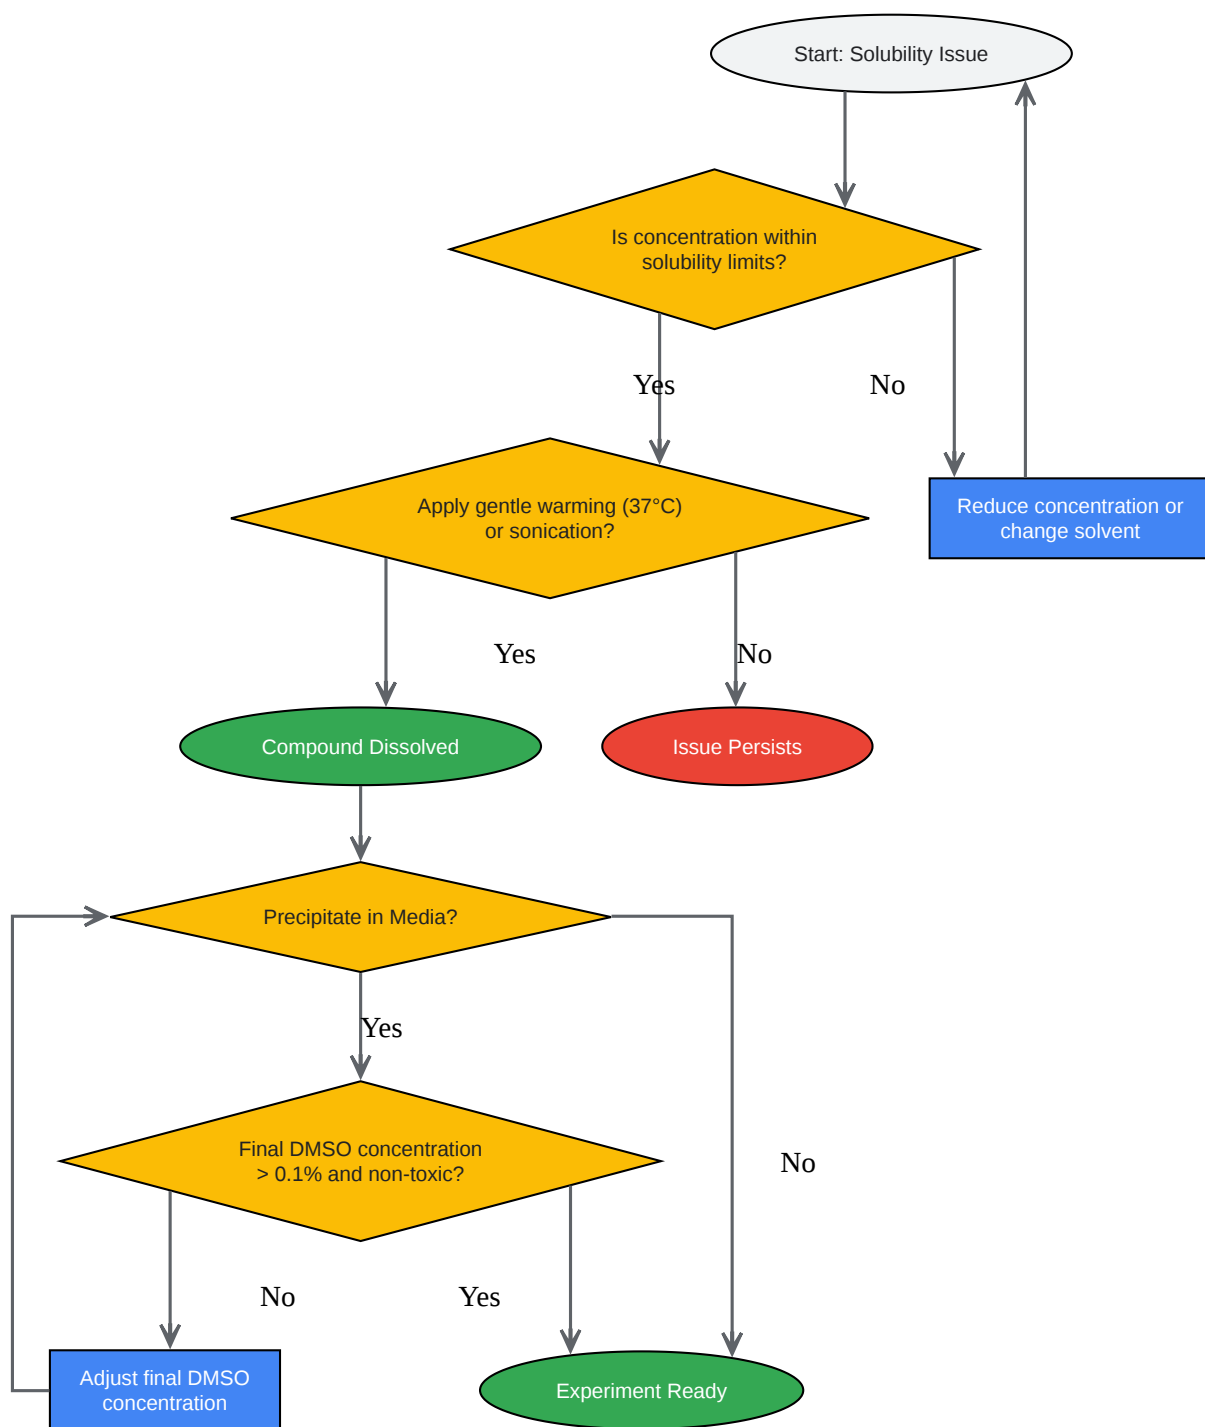 Start: Solubility Issue
Is concentration within
solubility limits?
Yes
No
Apply gentle warming (37°C)
or sonication?
Reduce concentration or
change solvent
Yes
No
Compound Dissolved
Issue Persists
Precipitate in Media?
Yes
Final DMSO concentration
> 0.1% and non-toxic?
No
No
Yes
Adjust final DMSO
concentration
Experiment Ready